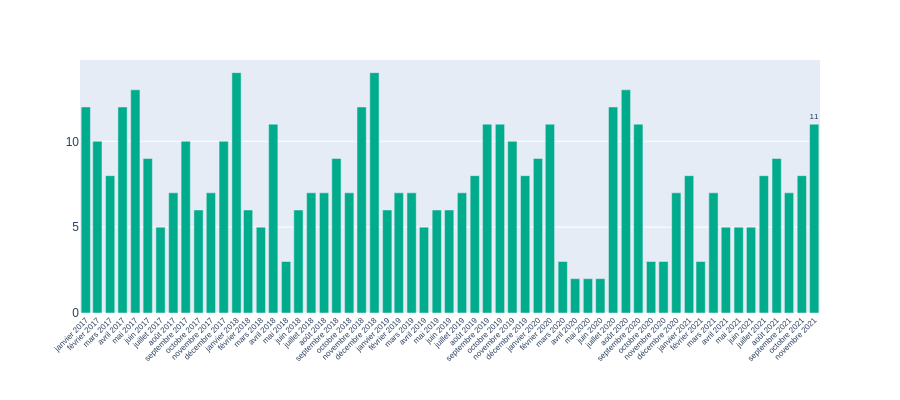 11
10
5
0
janvier 2017
février 2017
mars 2017
avril 2017
mai 2017
juin 2017
juillet 2017
août 2017
septembre 2017
octobre 2017
novembre 2017
décembre 2017
janvier 2018
février 2018
mars 2018
avril 2018
mai 2018
juin 2018
juillet 2018
août 2018
septembre 2018
octobre 2018
novembre 2018
décembre 2018
janvier 2019
février 2019
mars 2019
avril 2019
mai 2019
juin 2019
juillet 2019
août 2019
septembre 2019
octobre 2019
novembre 2019
décembre 2019
janvier 2020
février 2020
mars 2020
avril 2020
mai 2020
juin 2020
juillet 2020
août 2020
septembre 2020
octobre 2020
novembre 2020
décembre 2020
janvier 2021
février 2021
mars 2021
avril 2021
mai 2021
juin 2021
juillet 2021
août 2021
septembre 2021
octobre 2021
novembre 2021